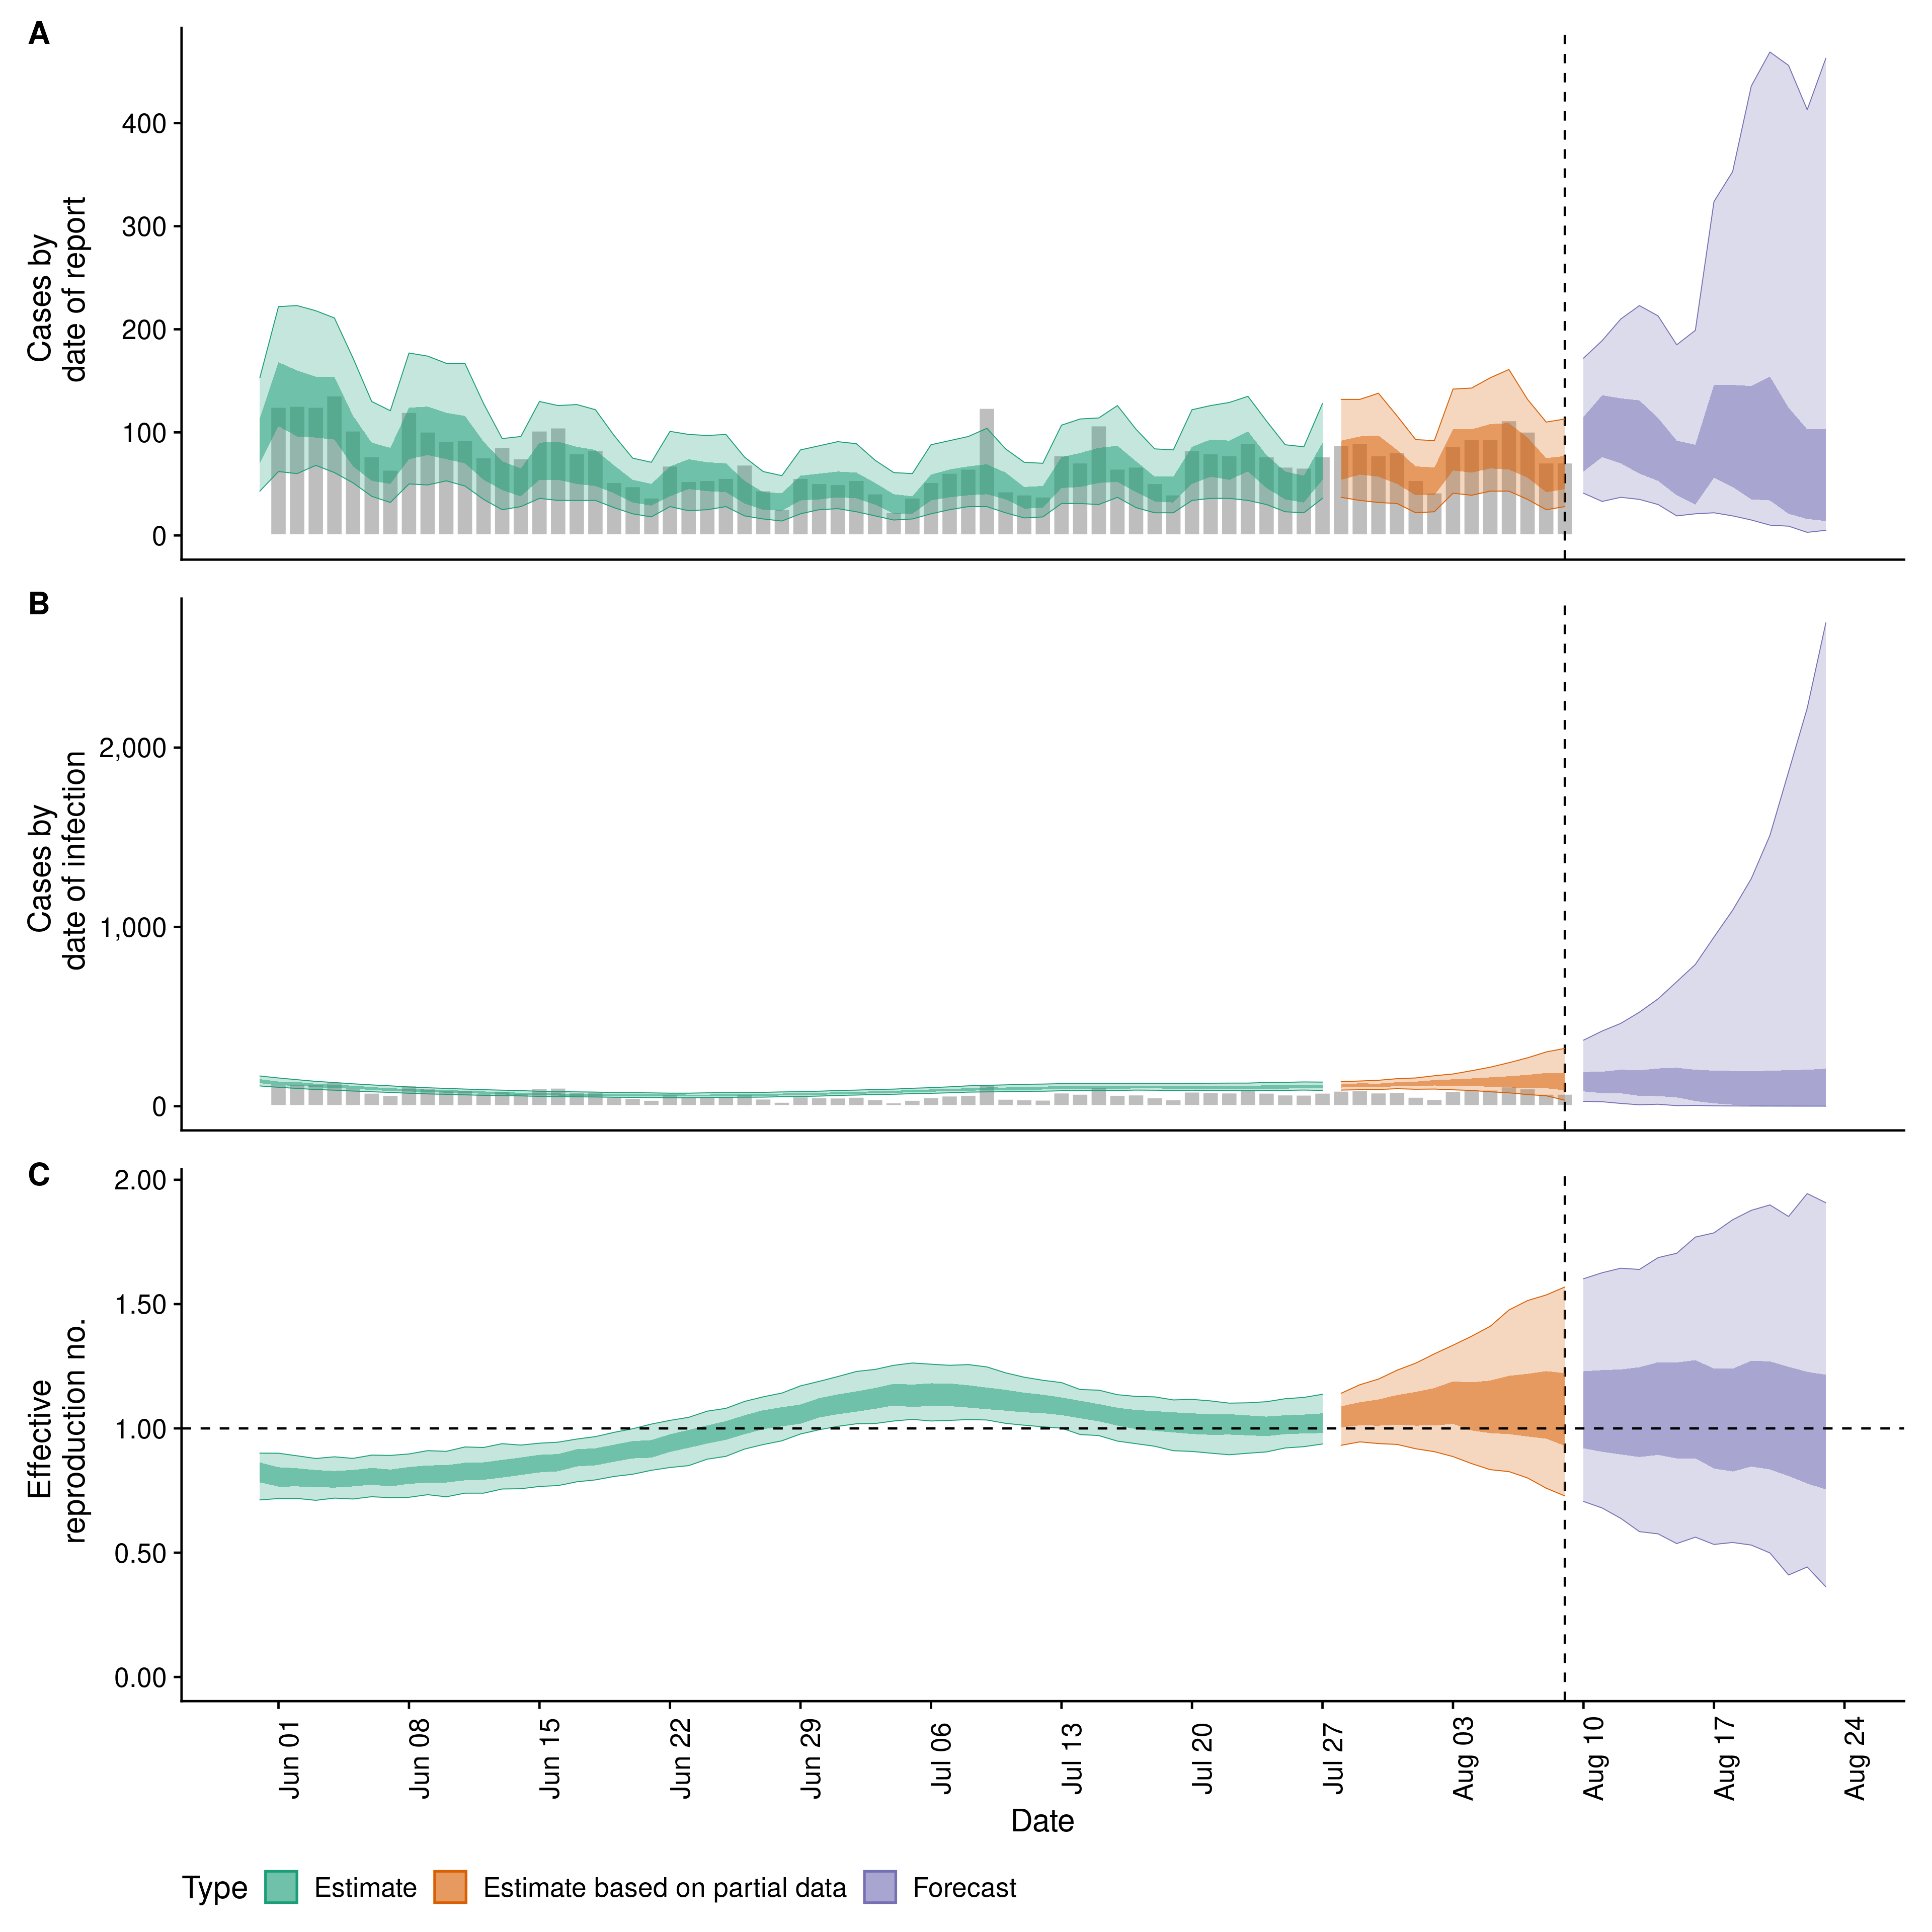 A
Cases by
date of report
400
300
200
100
0
B
Cases by
date of infection
2,000
1,000
0
C
Effective
reproduction no.
2.00
1.50
1.00
0.50
0.00
Jun 01
Jun 08
Jun 15
Jun 22
Jun 29
Jul 06
Jul 13
Jul 20
Jul 27
Aug 03
Aug 10
Aug 17
Aug 24
Date
Type Estimate Estimate based on partial data Forecast